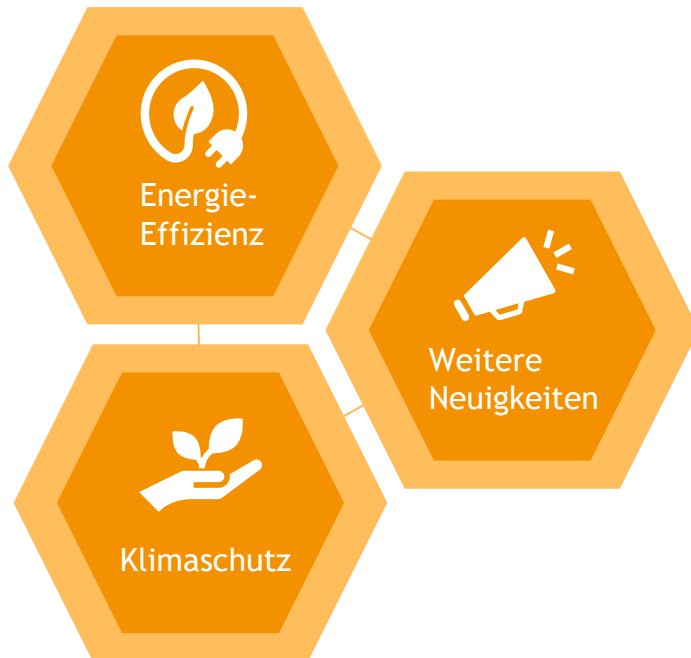 Energie-
Effizienz
Weitere
Neuigkeiten
Klimaschutz